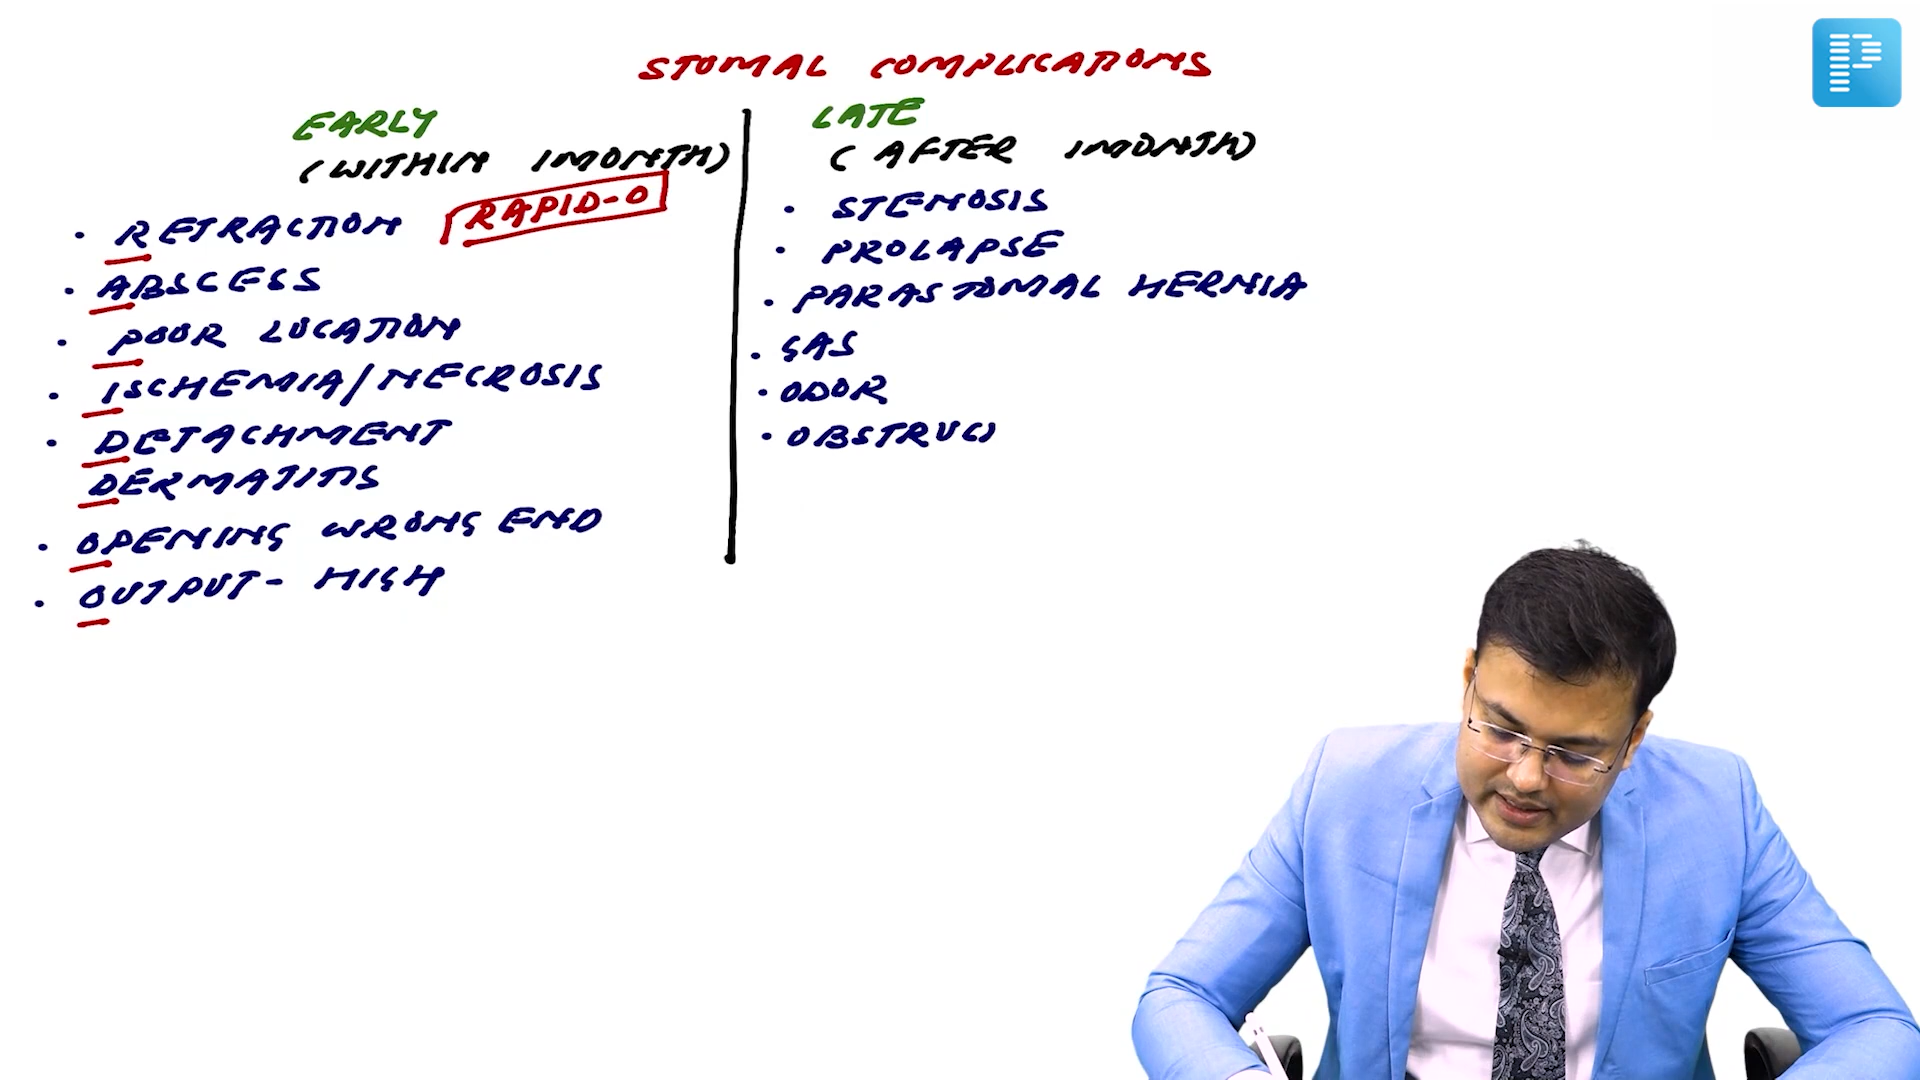 STOMAL COMPLICATIONS
EARLY
(WITHIN 1MONTH)
RAPID-O
• RETRACTION
• ABSCESS
• POOR LOCATION
• ISCHEMIA/NECROSIS
• DETACHMENT
DERMATITIS
• OPENING WRONG END
• OUTPUT- HIGH
LATE
( AFTER 1MONTH)
• STENOSIS
• PROLAPSE
• PARASTOMAL HERNIA
• GAS
• ODOR
• OBSTRUC
P